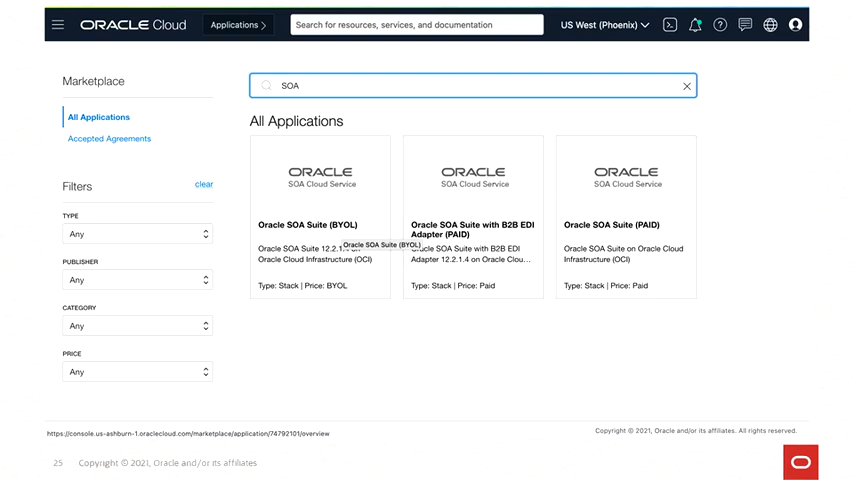 ORACLE Cloud
Applications >
Search for resources, services, and documentation
US West (Phoenix)
Marketplace
All Applications
Accepted Agreements
Filters
clear
TYPE
Any
PUBLISHER
Any
CATEGORY
Any
PRICE
Any
SOA
All Applications
ORACLE
SOA Cloud Service
Oracle SOA Suite (BYOL)
Oracle SOA Suite 12.2.1.
Oracle Cloud Infrastructure (OCI)
Type: Stack | Price: BYOL
Oracle SOA Suite (BYOL)
ORACLE
SOA Cloud Service
Oracle SOA Suite with B2B EDI
Adapter (PAID)
Oracle SOA Suite with B2B EDI
Adapter 12.2.1.4 on Oracle Clou...
Type: Stack | Price: Paid
ORACLE
SOA Cloud Service
Oracle SOA Suite (PAID)
Oracle SOA Suite on Oracle Cloud
Infrastructure (OCI)
Type: Stack | Price: Paid
https://console.us-ashburn-1.oraclecloud.com/marketplace/application/74792101/overview
Copyright © 2021, Oracle and/or its affiliates. All rights reserved.
25 Copyright © 2021, Oracle and/or its affiliates